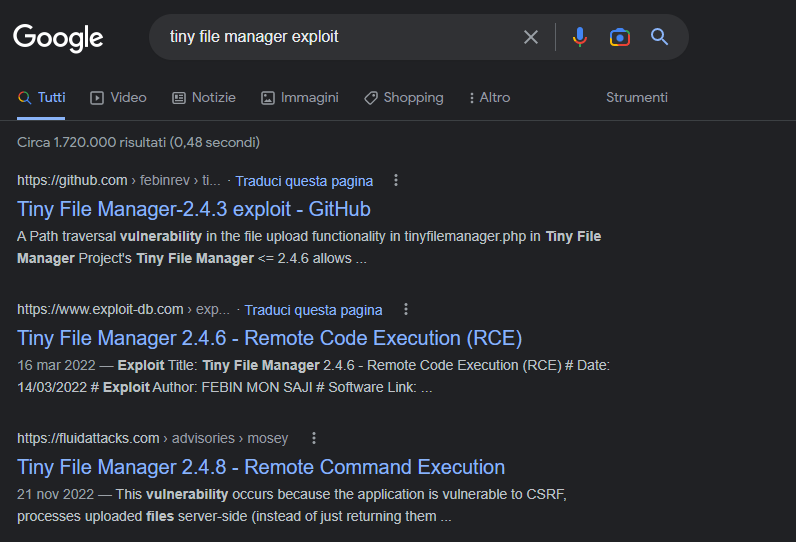 Google
tiny file manager exploit
Tutti
Video
Notizie
Immagini
Shopping
Altro
Strumenti
Circa 1.720.000 risultati (0,48 secondi)
https://github.com › febinrev › ti... · Traduci questa pagina
Tiny File Manager-2.4.3 exploit - GitHub
A Path traversal vulnerability in the file upload functionality in tinyfilemanager.php in Tiny File
Manager Project's Tiny File Manager <= 2.4.6 allows ...
https://www.exploit-db.com › exp... · Traduci questa pagina
Tiny File Manager 2.4.6 - Remote Code Execution (RCE)
16 mar 2022 — Exploit Title: Tiny File Manager 2.4.6 - Remote Code Execution (RCE) # Date:
14/03/2022 # Exploit Author: FEBIN MON SAJI # Software Link: ...
https://fluidattacks.com › advisories › mosey
Tiny File Manager 2.4.8 - Remote Command Execution
21 nov 2022 — This vulnerability occurs because the application is vulnerable to CSRF,
processes uploaded files server-side (instead of just returning them ...